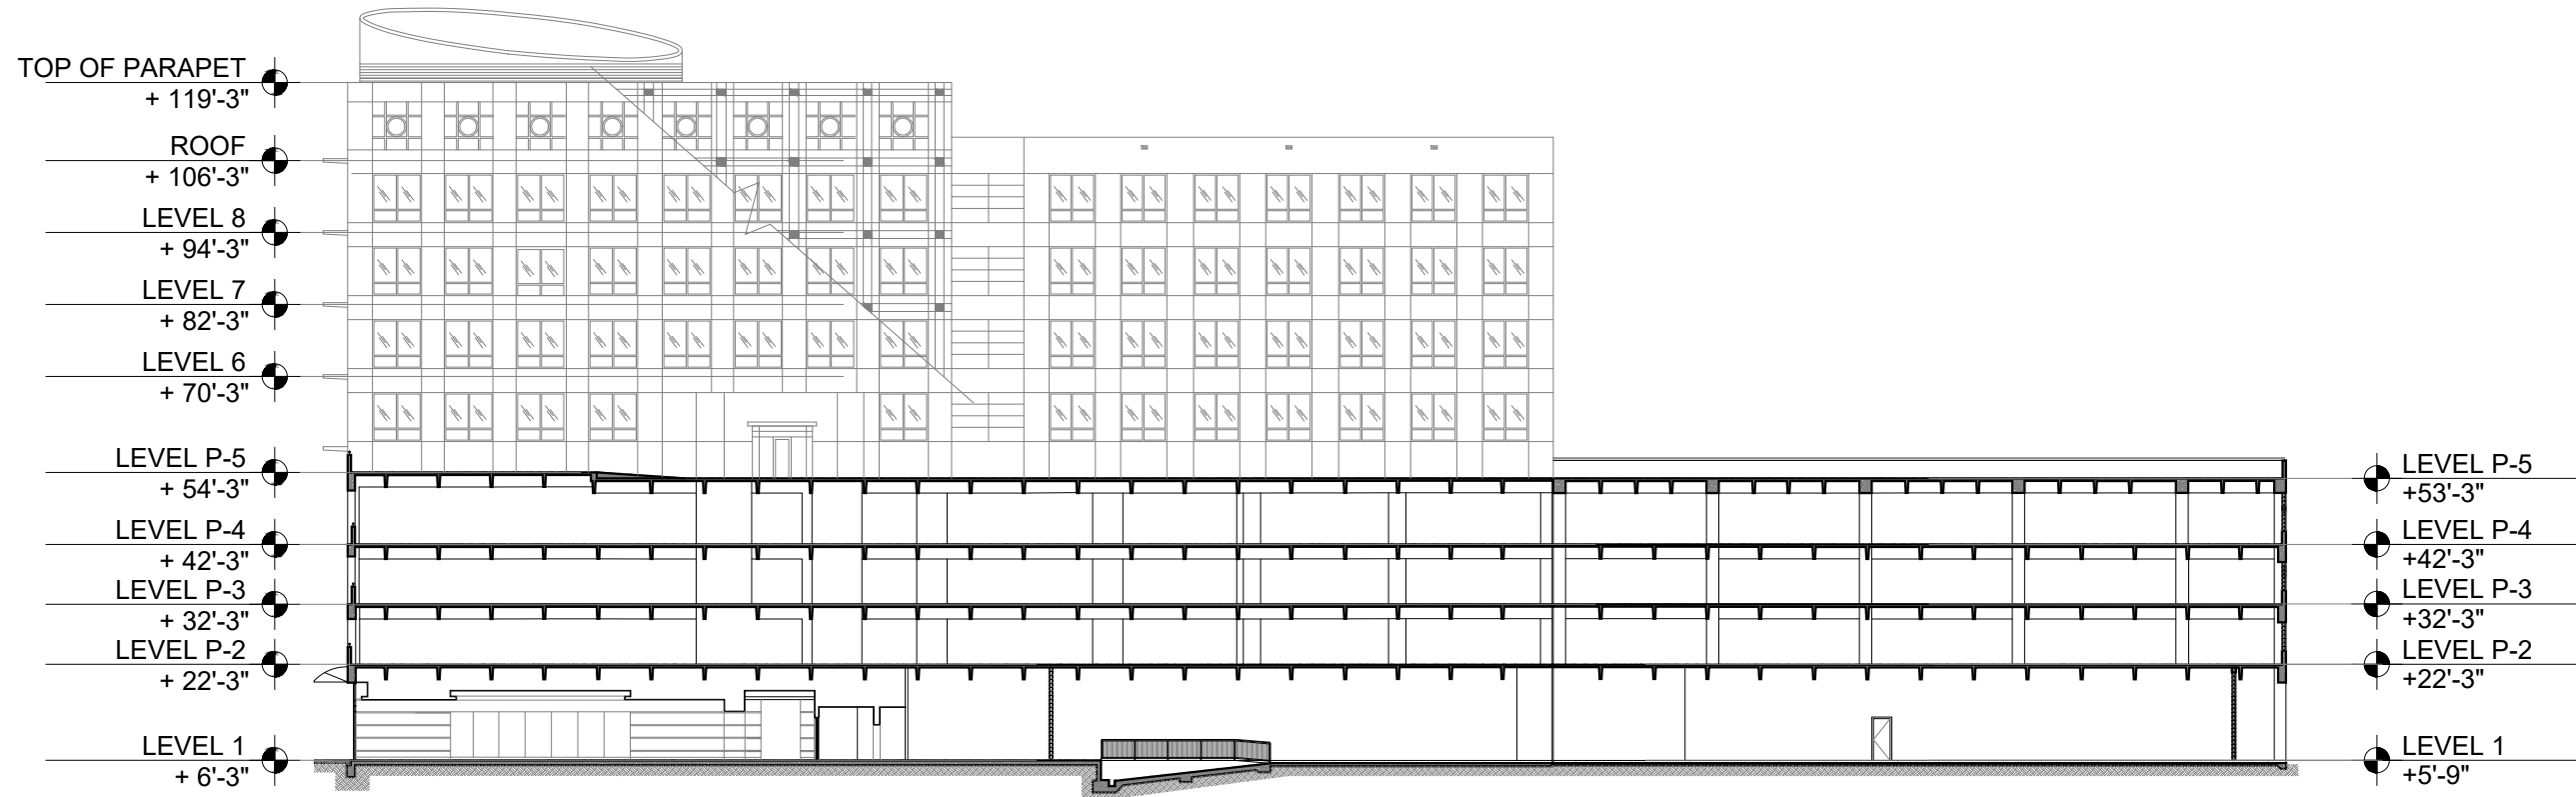 TOP OF PARAPET
+ 119'-3"
ROOF
+ 106'-3"
LEVEL 8
+ 94'-3"
LEVEL 7
+ 82'-3"
LEVEL 6
+ 70'-3"
LEVEL P-5
+ 54'-3"
LEVEL P-4
+ 42'-3"
LEVEL P-3
+ 32'-3"
LEVEL P-2
+ 22'-3"
LEVEL 1
+ 6'-3"
LEVEL P-5
+53'-3"
LEVEL P-4
+42'-3"
LEVEL P-3
+32'-3"
LEVEL P-2
+22'-3"
LEVEL 1
+5'-9"